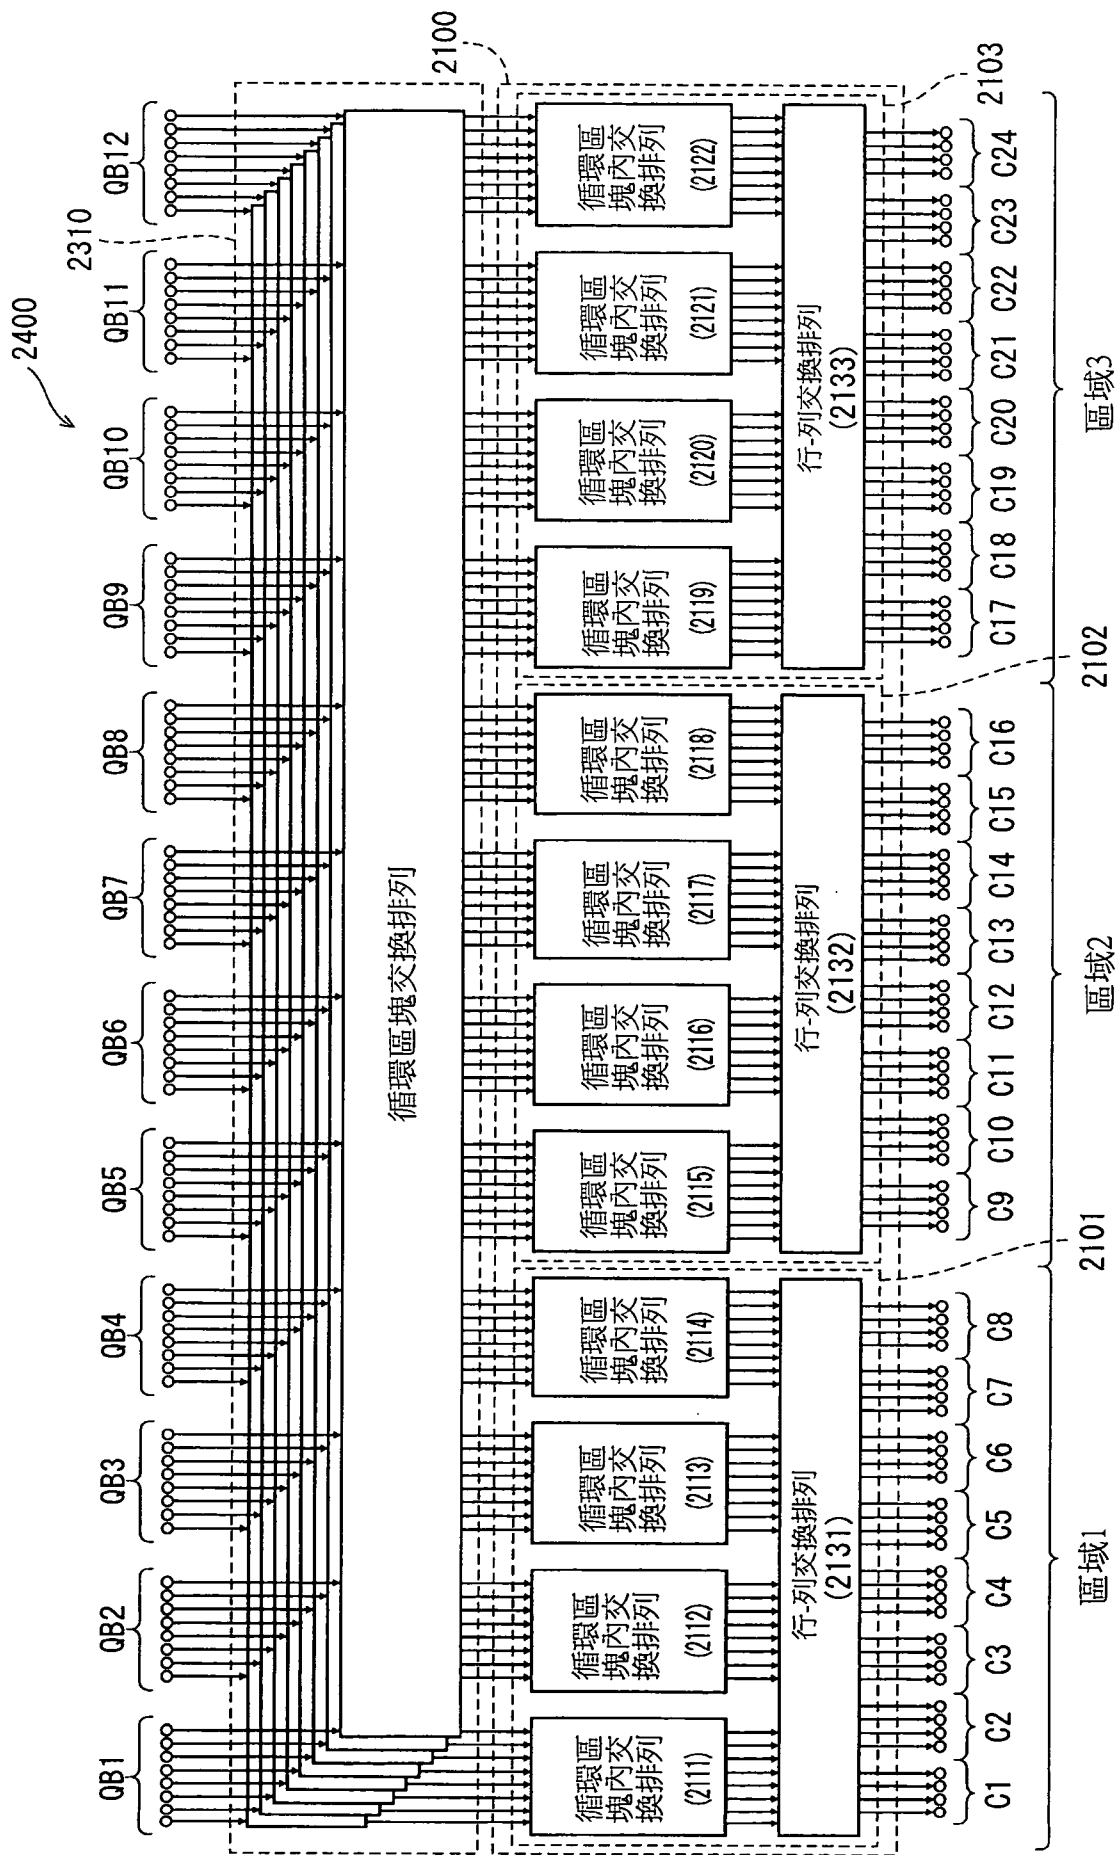 2400
QB1
QB2
QB3
QB4
QB5
QB6
QB7
QB8
QB9
QB10
QB11
QB12
2310
循環區塊交換排列
2100
循環區
塊內交
換排列
(2111)
循環區
塊內交
換排列
(2112)
循環區
塊內交
換排列
(2113)
循環區
塊內交
換排列
(2114)
循環區
塊內交
換排列
(2115)
循環區
塊內交
換排列
(2116)
循環區
塊內交
換排列
(2117)
循環區
塊內交
換排列
(2118)
循環區
塊內交
換排列
(2119)
循環區
塊內交
換排列
(2120)
循環區
塊內交
換排列
(2121)
循環區
塊內交
換排列
(2122)
行-列交換排列
(2131)
行-列交換排列
(2132)
行-列交換排列
(2133)
2101
2102
2103
C1
C2
C3
C4
C5
C6
C7
C8
C9
C10
C11
C12
C13
C14
C15
C16
C17
C18
C19
C20
C21
C22
C23
C24
區域1
區域2
區域3